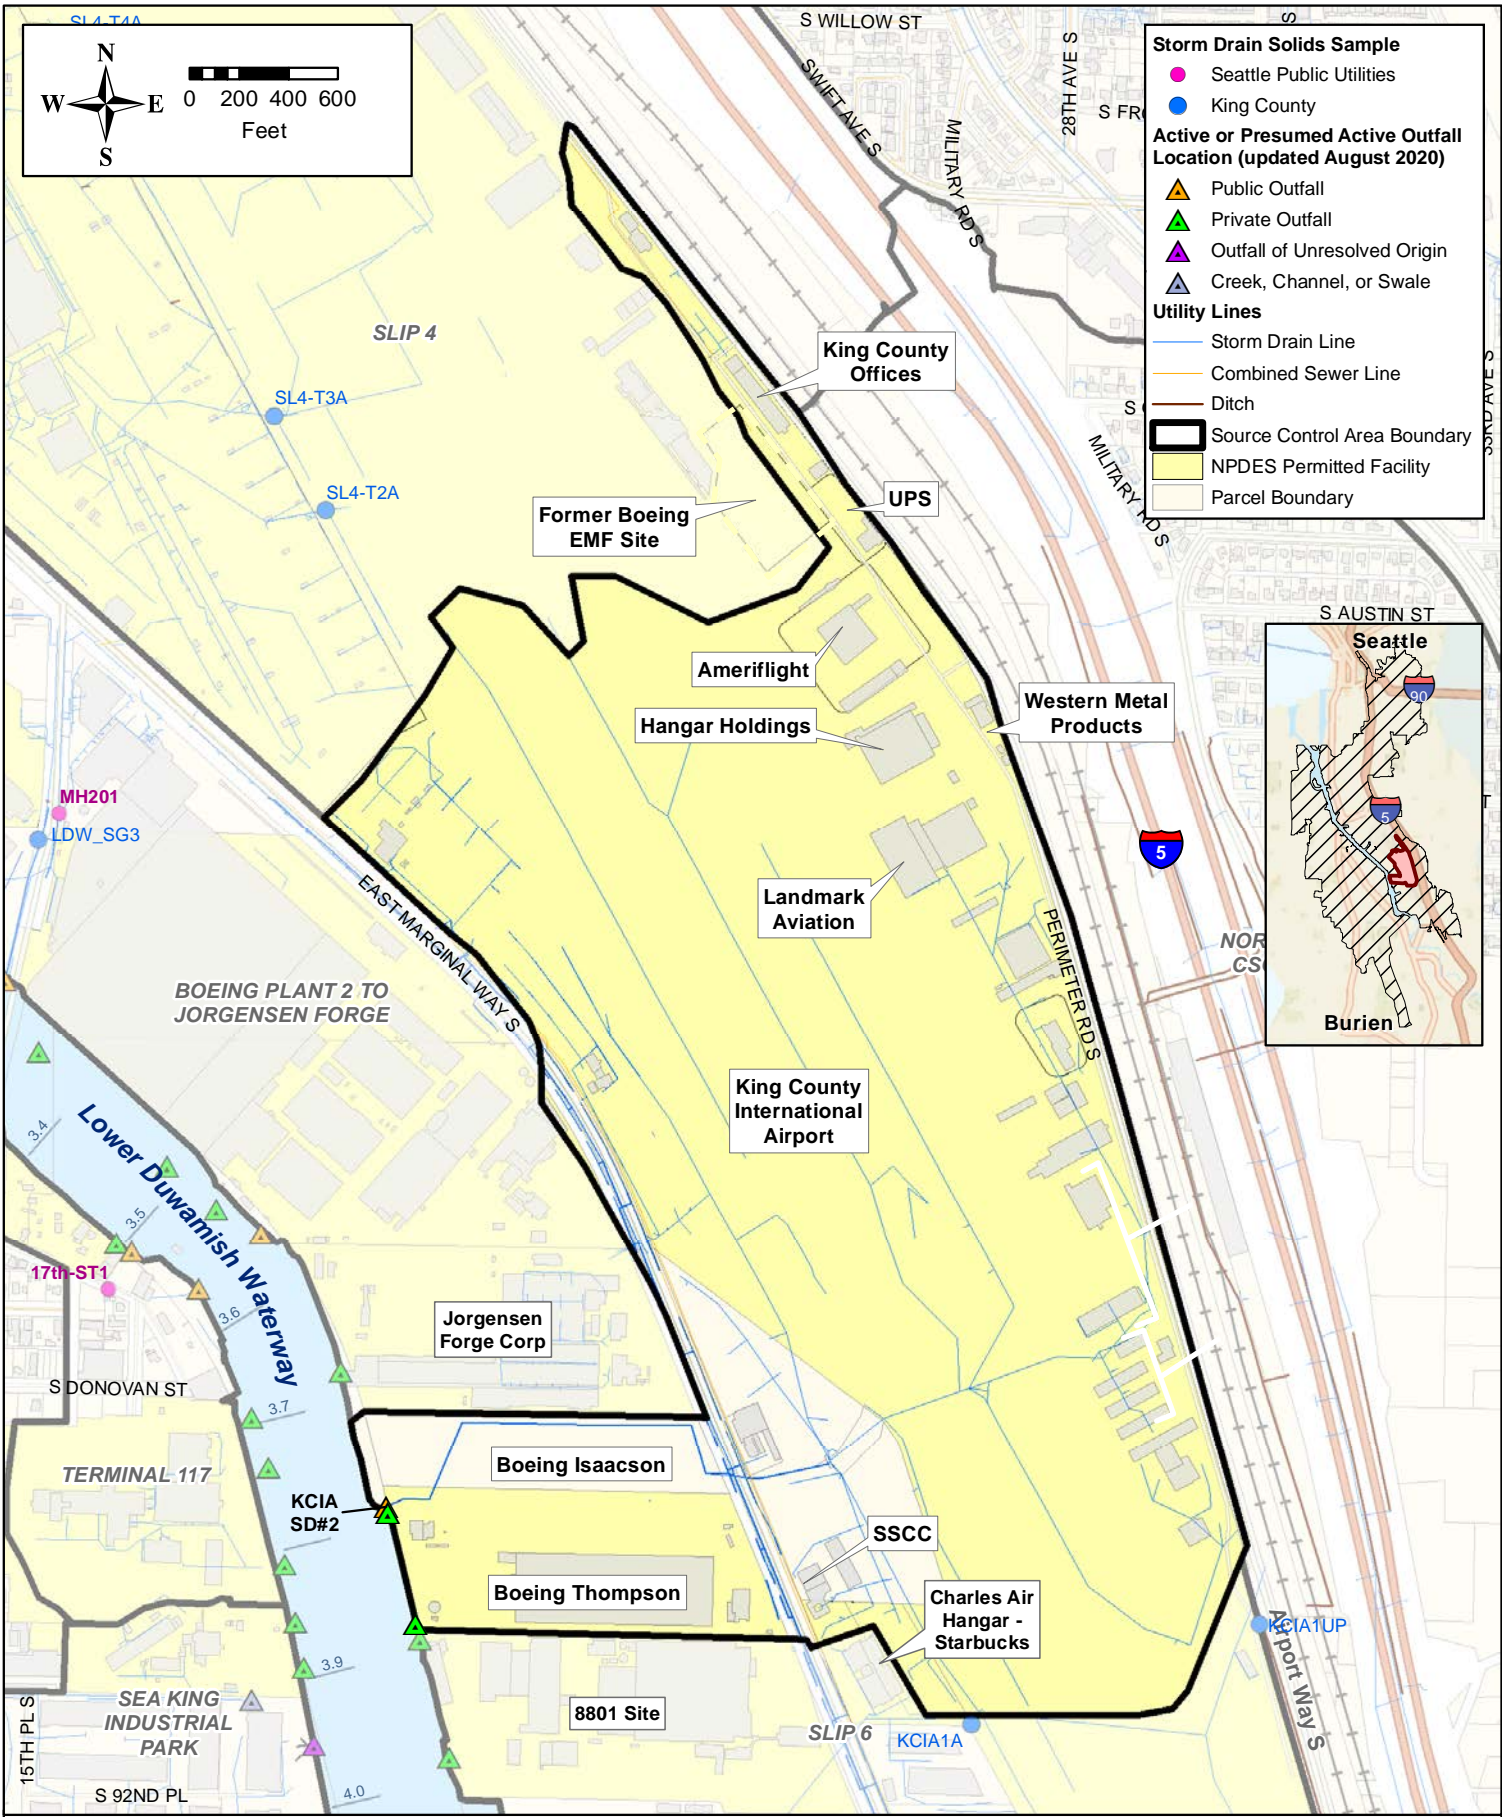 SL4-T4A
N
W
E
S
0 200 400 600
Feet
S WILLOW ST
SWIFT AVE S
MILITARY RD S
28TH AVE S
S FR
S
Storm Drain Solids Sample
Seattle Public Utilities
King County
Active or Presumed Active Outfall
Location (updated August 2020)
Public Outfall
Private Outfall
Outfall of Unresolved Origin
Creek, Channel, or Swale
Utility Lines
Storm Drain Line
Combined Sewer Line
Ditch
Source Control Area Boundary
NPDES Permitted Facility
Parcel Boundary
33RD AVE S
SLIP 4
King County
Offices
SL4-T3A
MILITARY RD S
SL4-T2A
UPS
Former Boeing
EMF Site
S AUSTIN ST
Seattle
90
5
Burien
Ameriflight
Western Metal
Products
Hangar Holdings
MH201
LDW_SG3
5
Landmark
Aviation
EAST MARGINAL WAY S
PERIMETER RD S
NOR
CS
BOEING PLANT 2 TO
JORGENSEN FORGE
King County
International
Airport
Lower Duwamish Waterway
3.4
3.5
17th-ST1
3.6
Jorgensen
Forge Corp
S DONOVAN ST
3.7
TERMINAL 117
Boeing Isaacson
KCIA
SD#2
SSCC
Boeing Thompson
Charles Air
Hangar -
Starbucks
KCIA1UP
Airport Way S
3.9
SEA KING
INDUSTRIAL
PARK
15TH PL S
8801 Site
SLIP 6
KCIA1A
S 92ND PL
4.0